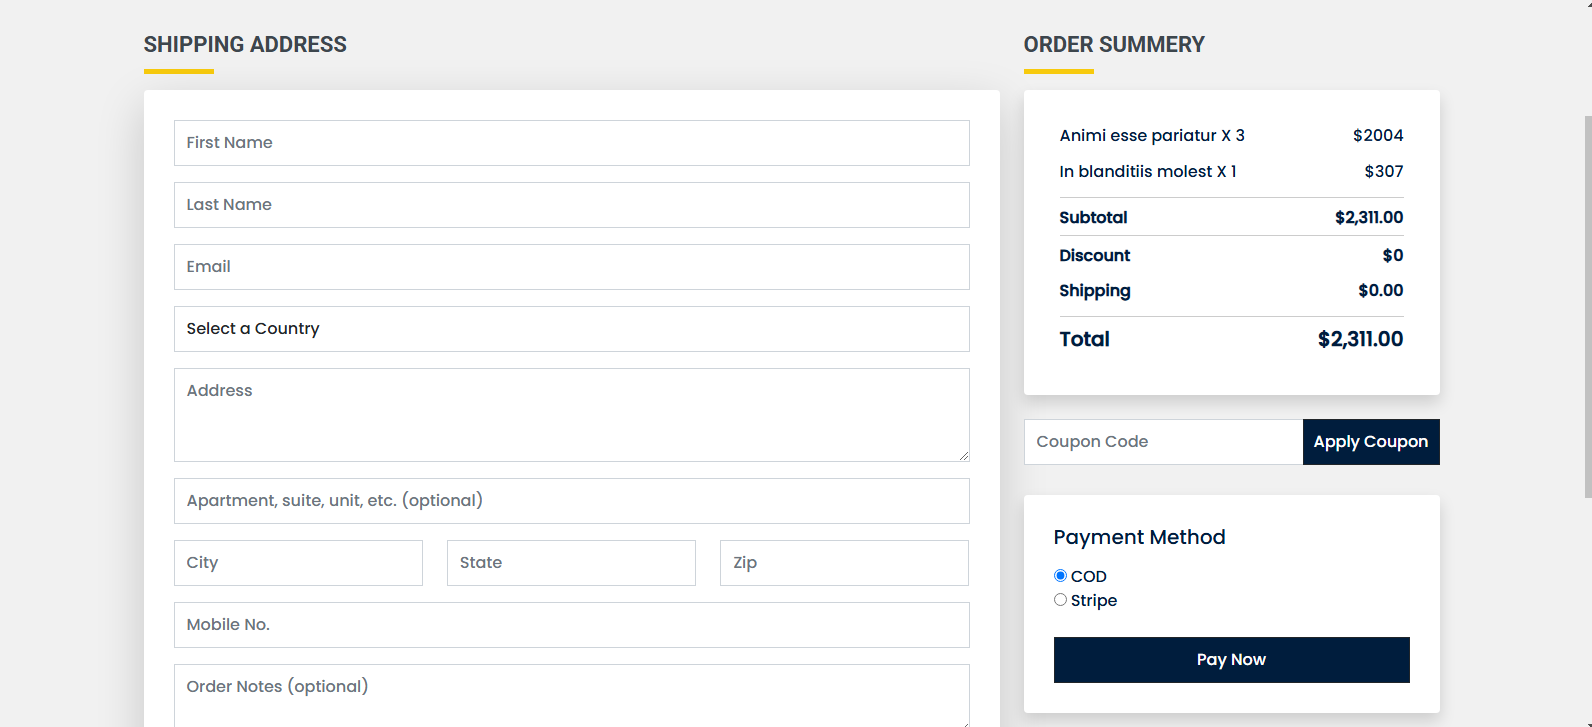 SHIPPING ADDRESS
First Name
Last Name
Email
Select a Country
Address
Apartment, suite, unit, etc. (optional)
City State Zip
Mobile No.
Order Notes (optional)
ORDER SUMMERY
Animi esse pariatur X 3 $2004
In blanditiis molest X 1 $307
Subtotal $2,311.00
Discount $0
Shipping $0.00
Total $2,311.00
Coupon Code Apply Coupon
Payment Method
COD
Stripe
Pay Now